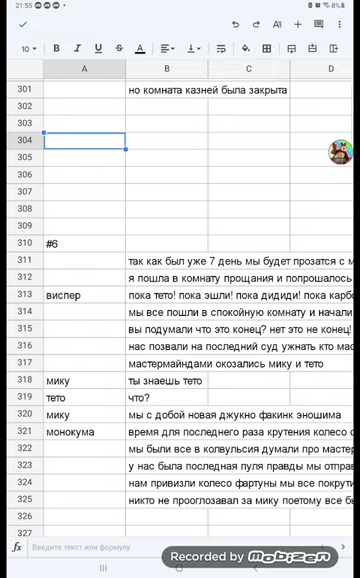 21:55 8%
10 B I U S A
A B C D
301 но комната казней была закрыта
302
303
304
305
306
307
308
309
310 #6
311 так как был уже 7 день мы будет прозатся с м
312 я пошла в комнату прощания и попрошалось
313 виспер пока тето! пока эшли! пока дидиди! пока карбо
314 мы все пошли в спокойную комнату и начали
315 вы подумали что это конец? нет это не конец!
316 нас позвали на последний суд ужнать кто мас
317 мастермайндами окозались мику и тето
318 мику ты знаешь тето
319 тето что?
320 мику мы с добой новая джукно факинк эношима
321 монокума время для последнего раза крутения колесо с
322 мы были все в колвульсия думали про мастер
323 у нас была последная пуля правды мы отправ
324 нам привизли колесо фартуны мы все покрути
325 никто не прооглозавал за мику поетому все бы
326
327
fx Введите текст или формулу
Recorded by mobizen